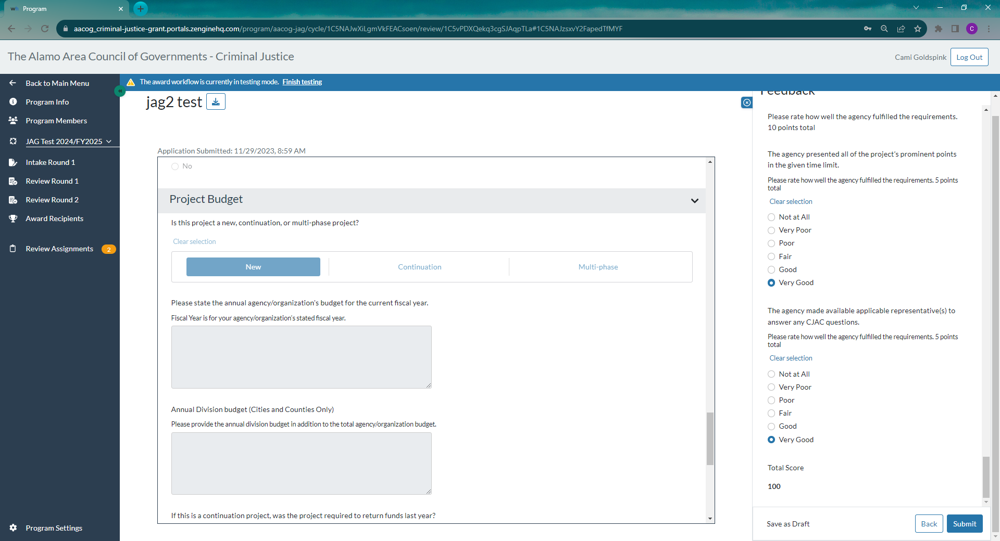 Program
aacog_criminal-justice-grant.portals.zenginehq.com/program/aacog-jag/cycle/1C5NAJwXiLgmVkFEACsoen/review/1C5vPDXQekq3cgSJAqpTLa#1C5NAJzsxvY2FapedTfMYF
C
The Alamo Area Council of Governments - Criminal Justice
Cami Goldspink
Log Out
Back to Main Menu
Program Info
Program Members
JAG Test 2024/FY2025
Intake Round 1
Review Round 1
Review Round 2
Award Recipients
Review Assignments 2
Program Settings
The award workflow is currently in testing mode. Finish testing
jag2 test
Application Submitted: 11/29/2023, 8:59 AM
No
Project Budget
Is this project a new, continuation, or multi-phase project?
Clear selection
New Continuation Multi-phase
Please state the annual agency/organization's budget for the current fiscal year.
Fiscal Year is for your agency/organization's stated fiscal year.
Annual Division budget (Cities and Counties Only)
Please provide the annual division budget in addition to the total agency/organization budget.
If this is a continuation project, was the project required to return funds last year?
Feedback
Please rate how well the agency fulfilled the requirements.
10 points total
The agency presented all of the project's prominent points
in the given time limit.
Please rate how well the agency fulfilled the requirements. 5 points
total
Clear selection
Not at All
Very Poor
Poor
Fair
Good
Very Good
The agency made available applicable representative(s) to
answer any CJAC questions.
Please rate how well the agency fulfilled the requirements. 5 points
total
Clear selection
Not at All
Very Poor
Poor
Fair
Good
Very Good
Total Score
100
Save as Draft
Back
Submit